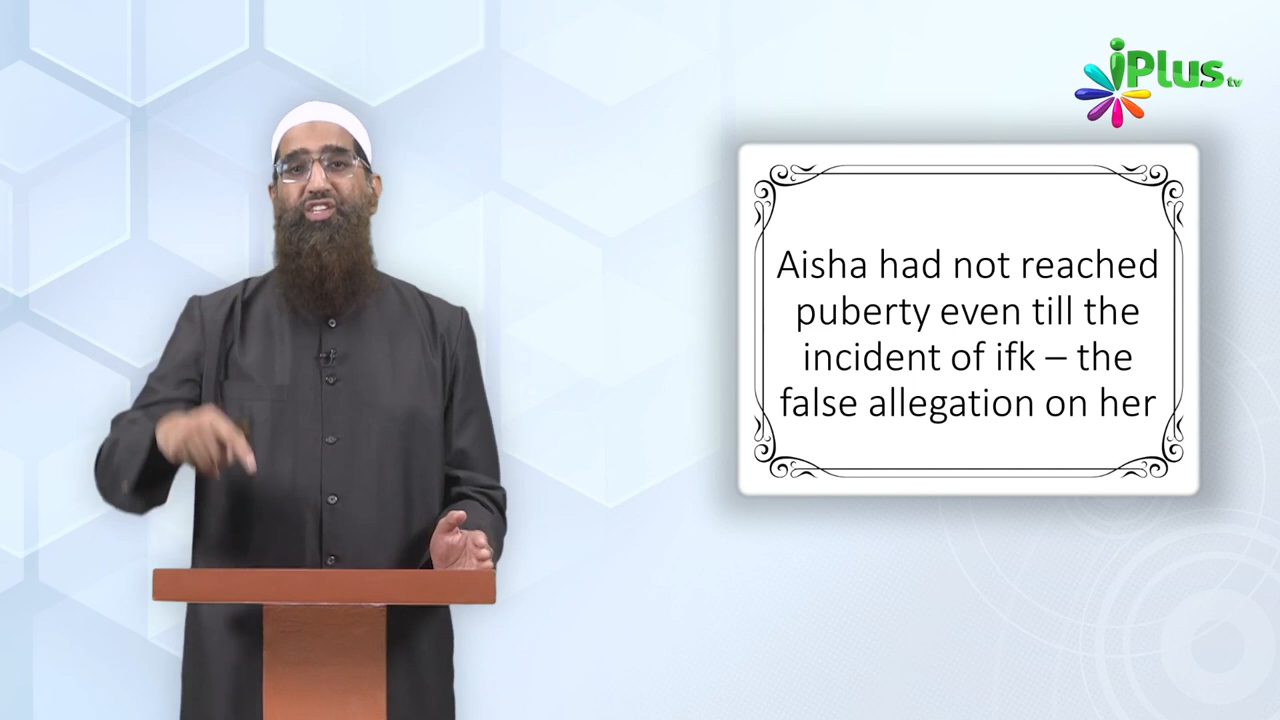 iPlus tv
Aisha had not reached
puberty even till the
incident of ifk – the
false allegation on her